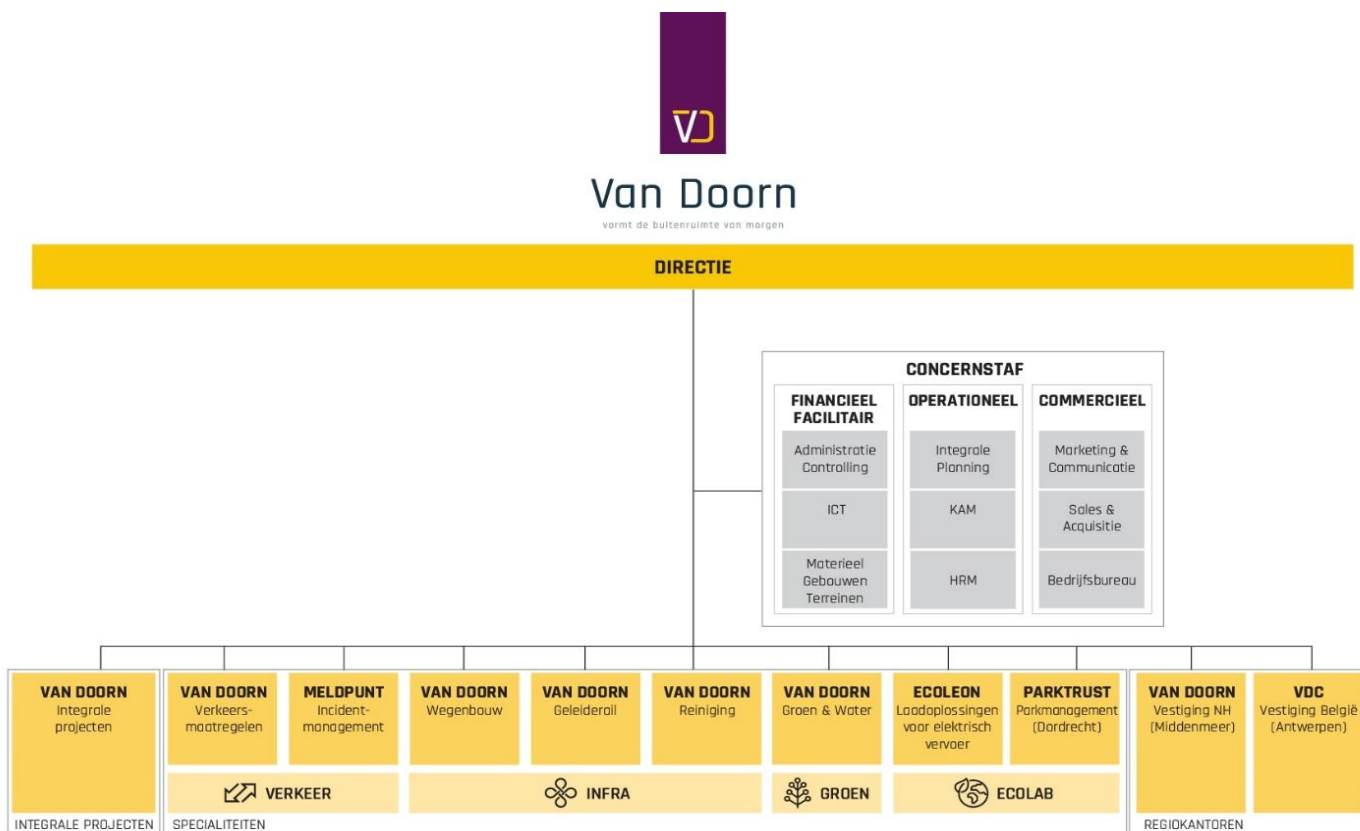 VD
Van Doorn
vormt de buitenruimte van morgen
DIRECTIE
CONCERNSTAF
FINANCIEEL
FACILITAIR
Administratie
Controlling
ICT
Materieel
Gebouwen
Terreinen
OPERATIONEEL
Integrale
Planning
KAM
HRM
COMMERCIEEL
Marketing &
Communicatie
Sales &
Acquisitie
Bedrijfsbureau
VAN DOORN
Integrale
projecten
INTEGRALE PROJECTEN
VAN DOORN
Verkeers-
maatregelen
MELDPUNT
Incident-
management
VAN DOORN
Wegenbouw
VAN DOORN
Geleiderail
VAN DOORN
Reiniging
VAN DOORN
Groen & Water
ECOLEON
Laadoplossingen
voor elektrisch
vervoer
PARKTRUST
Parkmanagement
(Dordrecht)
VERKEER
INFRA
GROEN
ECOLAB
SPECIALITEITEN
VAN DOORN
Vestiging NH
(Middenmeer)
VDC
Vestiging België
(Antwerpen)
REGIOKANTOREN